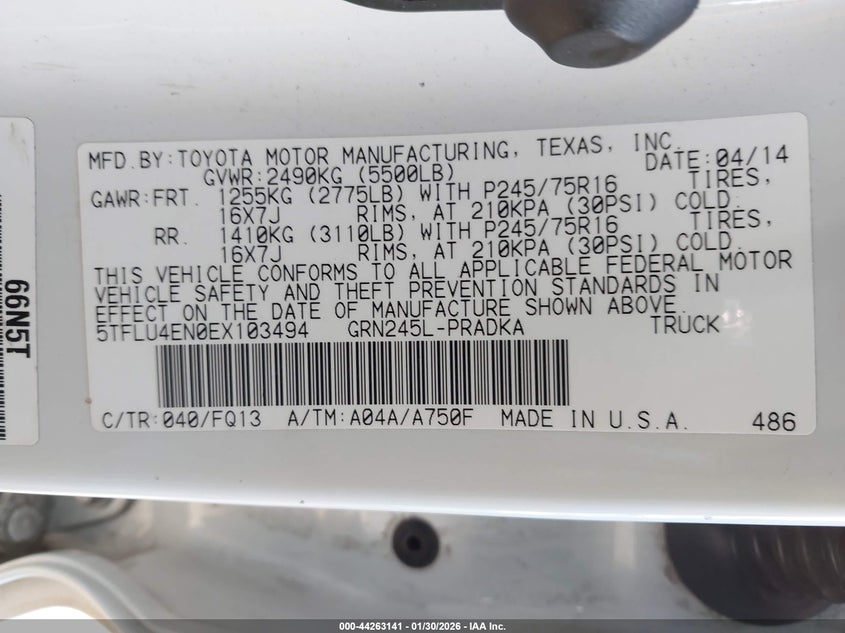 MFD.BY:TOYOTA MOTOR MANUFACTURING, TEXAS, INC.
DATE:04/14
GVWR:2490KG (5500LB)
GAWR:FRT. 1255KG (2775LB) WITH P245/75R16 TIRES,
16X7J RIMS, AT 210KPA (30PSI) COLD.
RR. 1410KG (3110LB) WITH P245/75R16 TIRES,
16X7J RIMS, AT 210KPA (30PSI) COLD.
THIS VEHICLE CONFORMS TO ALL APPLICABLE FEDERAL MOTOR
VEHICLE SAFETY AND THEFT PREVENTION STANDARDS IN
EFFECT ON THE DATE OF MANUFACTURE SHOWN ABOVE.
5TFLU4EN0EX103494 GRN245L-PRADKA TRUCK
C/TR:040/FQ13 A/TM:A04A/A750F MADE IN U.S.A. 486
66N5T
000-44263141 - 01/30/2026 - IAA Inc.